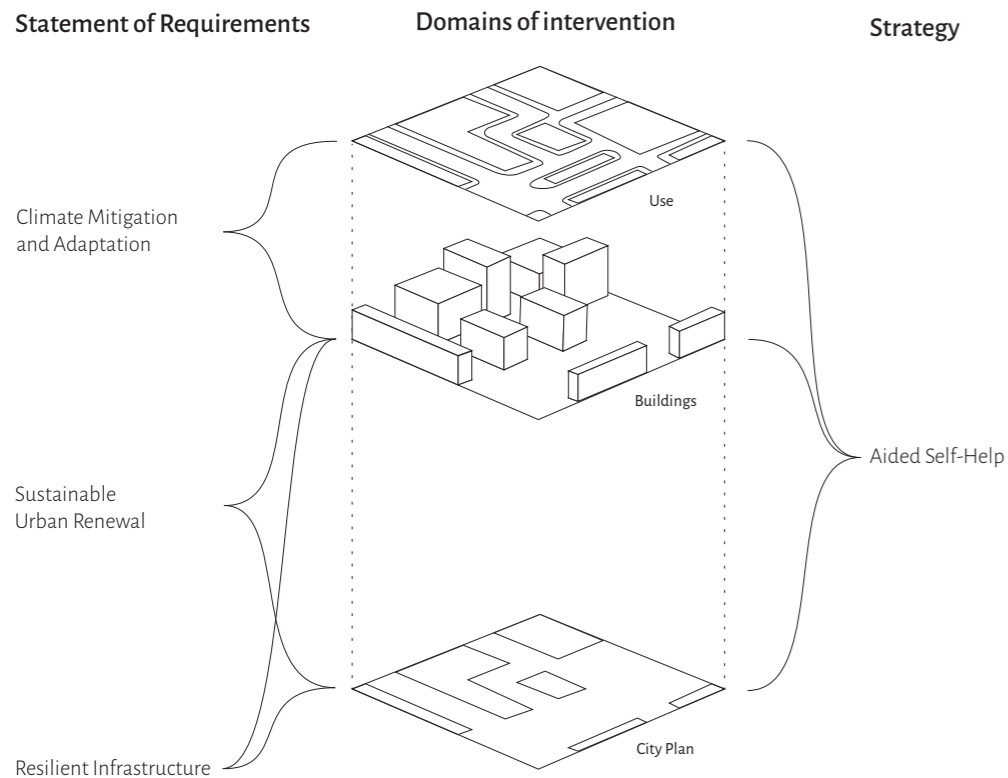 Statement of Requirements
Domains of intervention
Strategy
Use
Climate Mitigation
and Adaptation
Buildings
Aided Self-Help
Sustainable
Urban Renewal
City Plan
Resilient Infrastructure